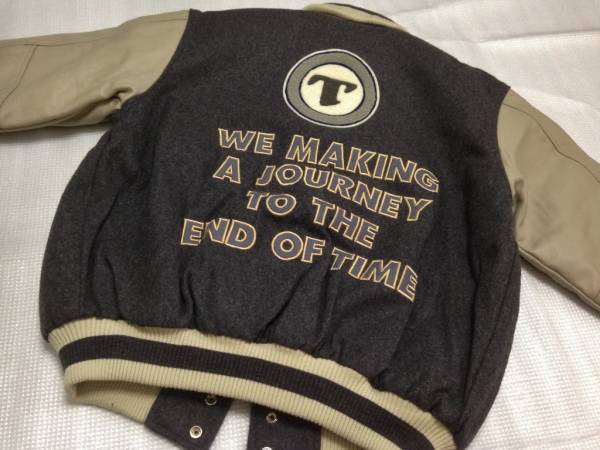 T
WE MAKING
A JOURNEY
TO THE
END OF TIME